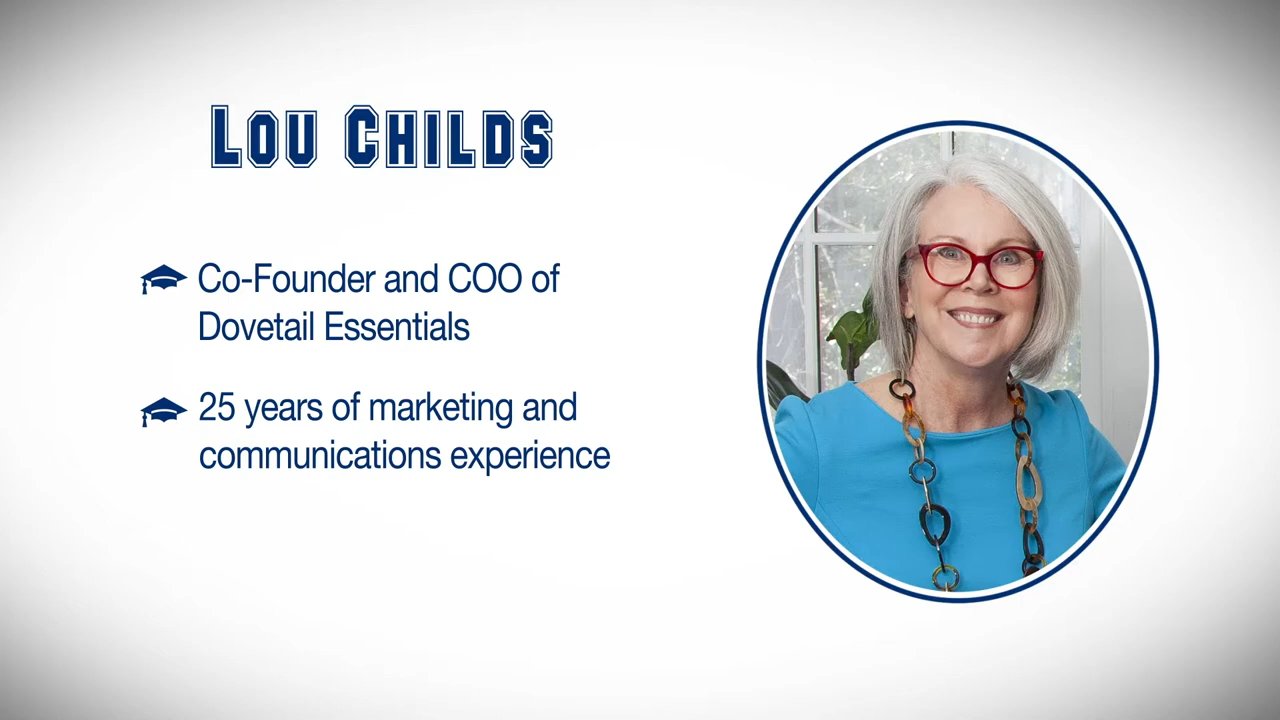 Lou Childs
Co-Founder and COO of
Dovetail Essentials
25 years of marketing and
communications experience